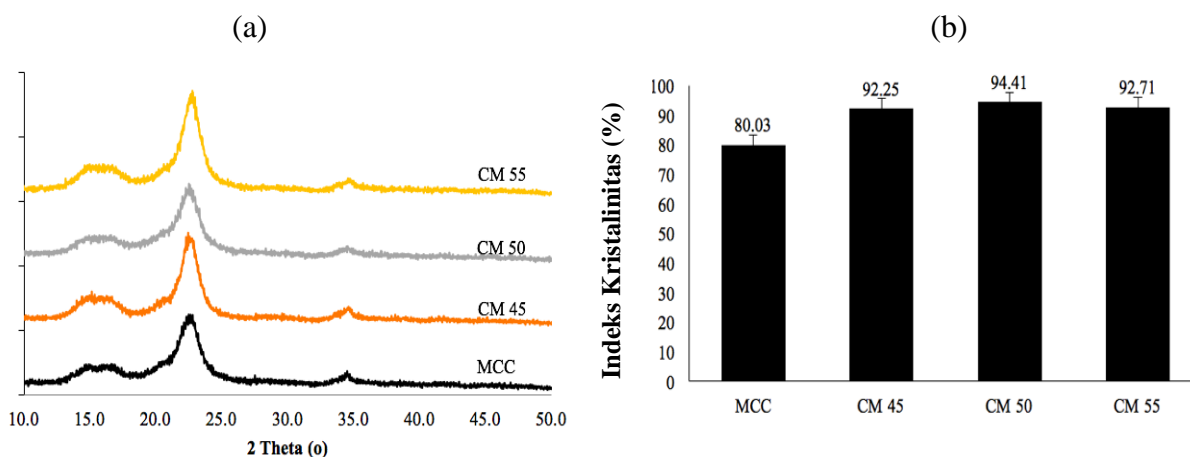 (a)
(b)
CM 55
CM 50
CM 45
MCC
10.0 15.0 20.0 25.0 30.0 35.0 40.0 45.0 50.0
2 Theta (o)
Indeks Kristalinitas (%)
100
90
80
70
60
50
40
30
20
10
0
80.03
92.25
94.41
92.71
MCC CM 45 CM 50 CM 55